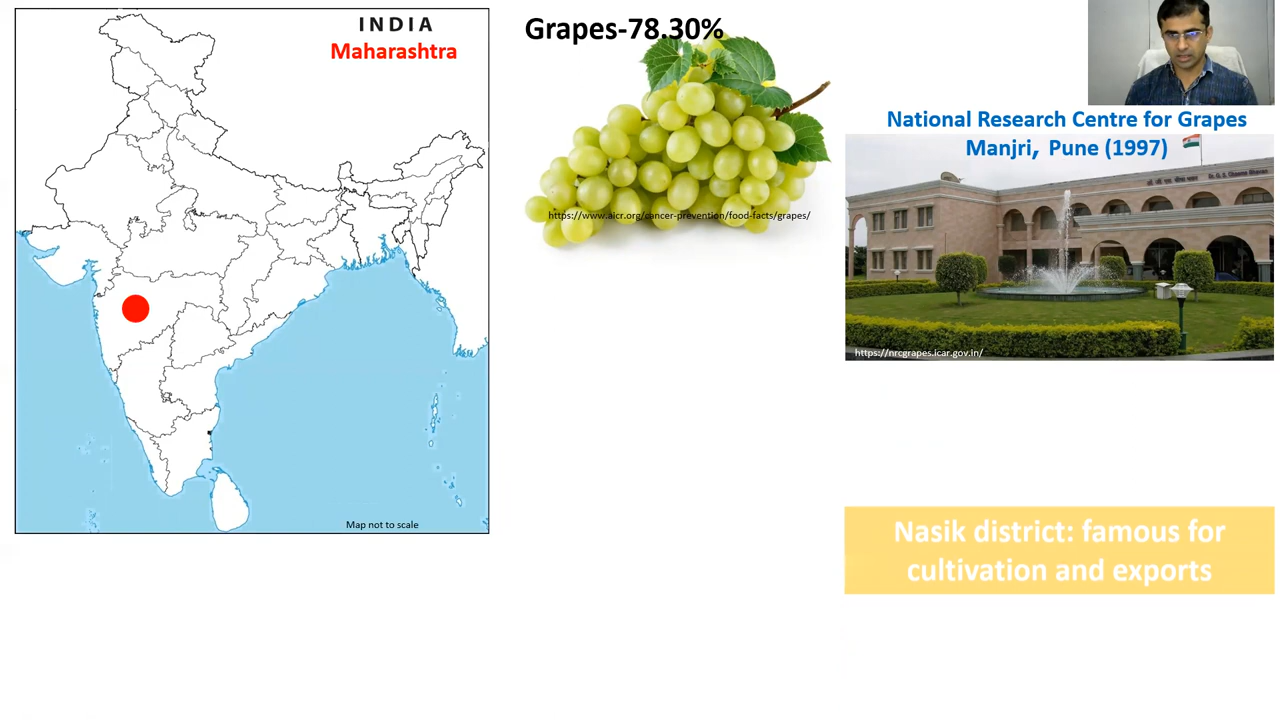 INDIA
Maharashtra
Map not to scale
Grapes-78.30%
https://www.aicr.org/cancer-prevention/food-facts/grapes/
National Research Centre for Grapes
Manjri, Pune (1997)
https://nrcgrapes.icar.gov.in/
Nasik district: famous for
cultivation and exports